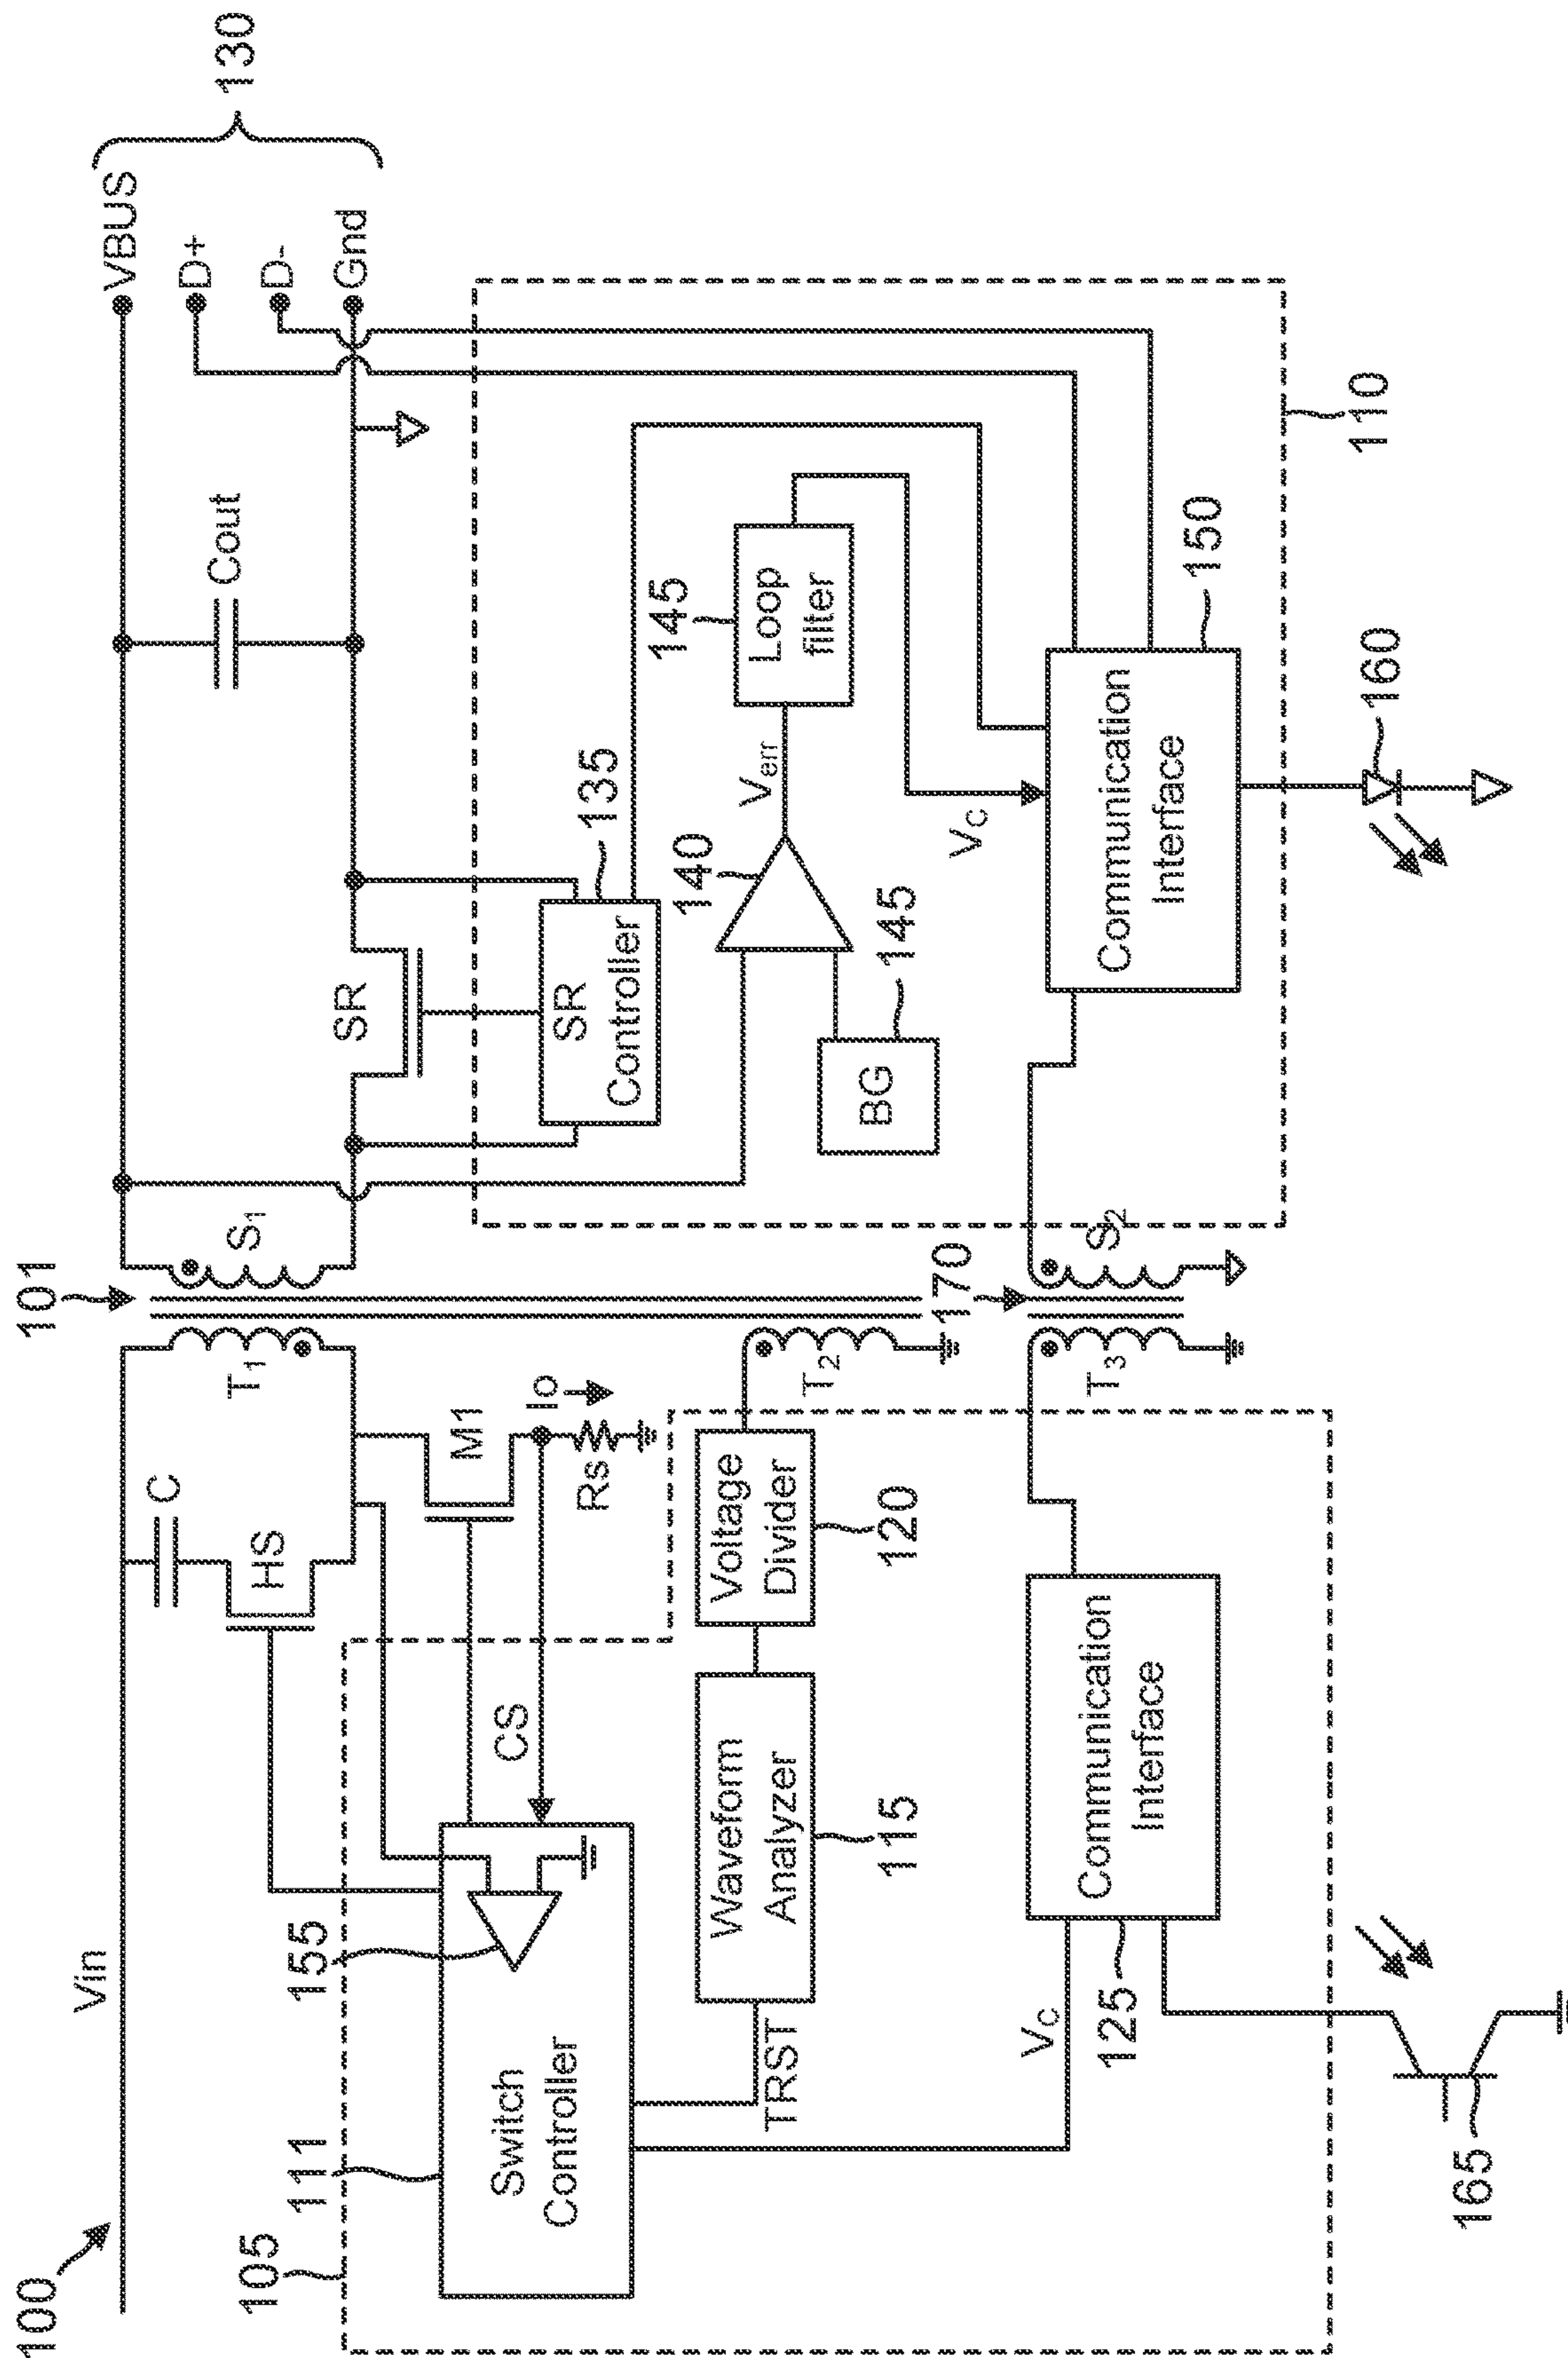 100
Vin
101
VBUS
130
C
HS
T₁
S₁
Cout
D+
D-
Gnd
105
111
155
M1
SR
CS
Io
Rs
Switch
Controller
SR
Controller
135
TRST
Waveform
Analyzer
115
Voltage
Divider
120
T₂
140
Verr
145
Loop
filter
BG
145
170
VC
VC
125
Communication
Interface
T₃
S₂
Communication
Interface
150
110
165
160